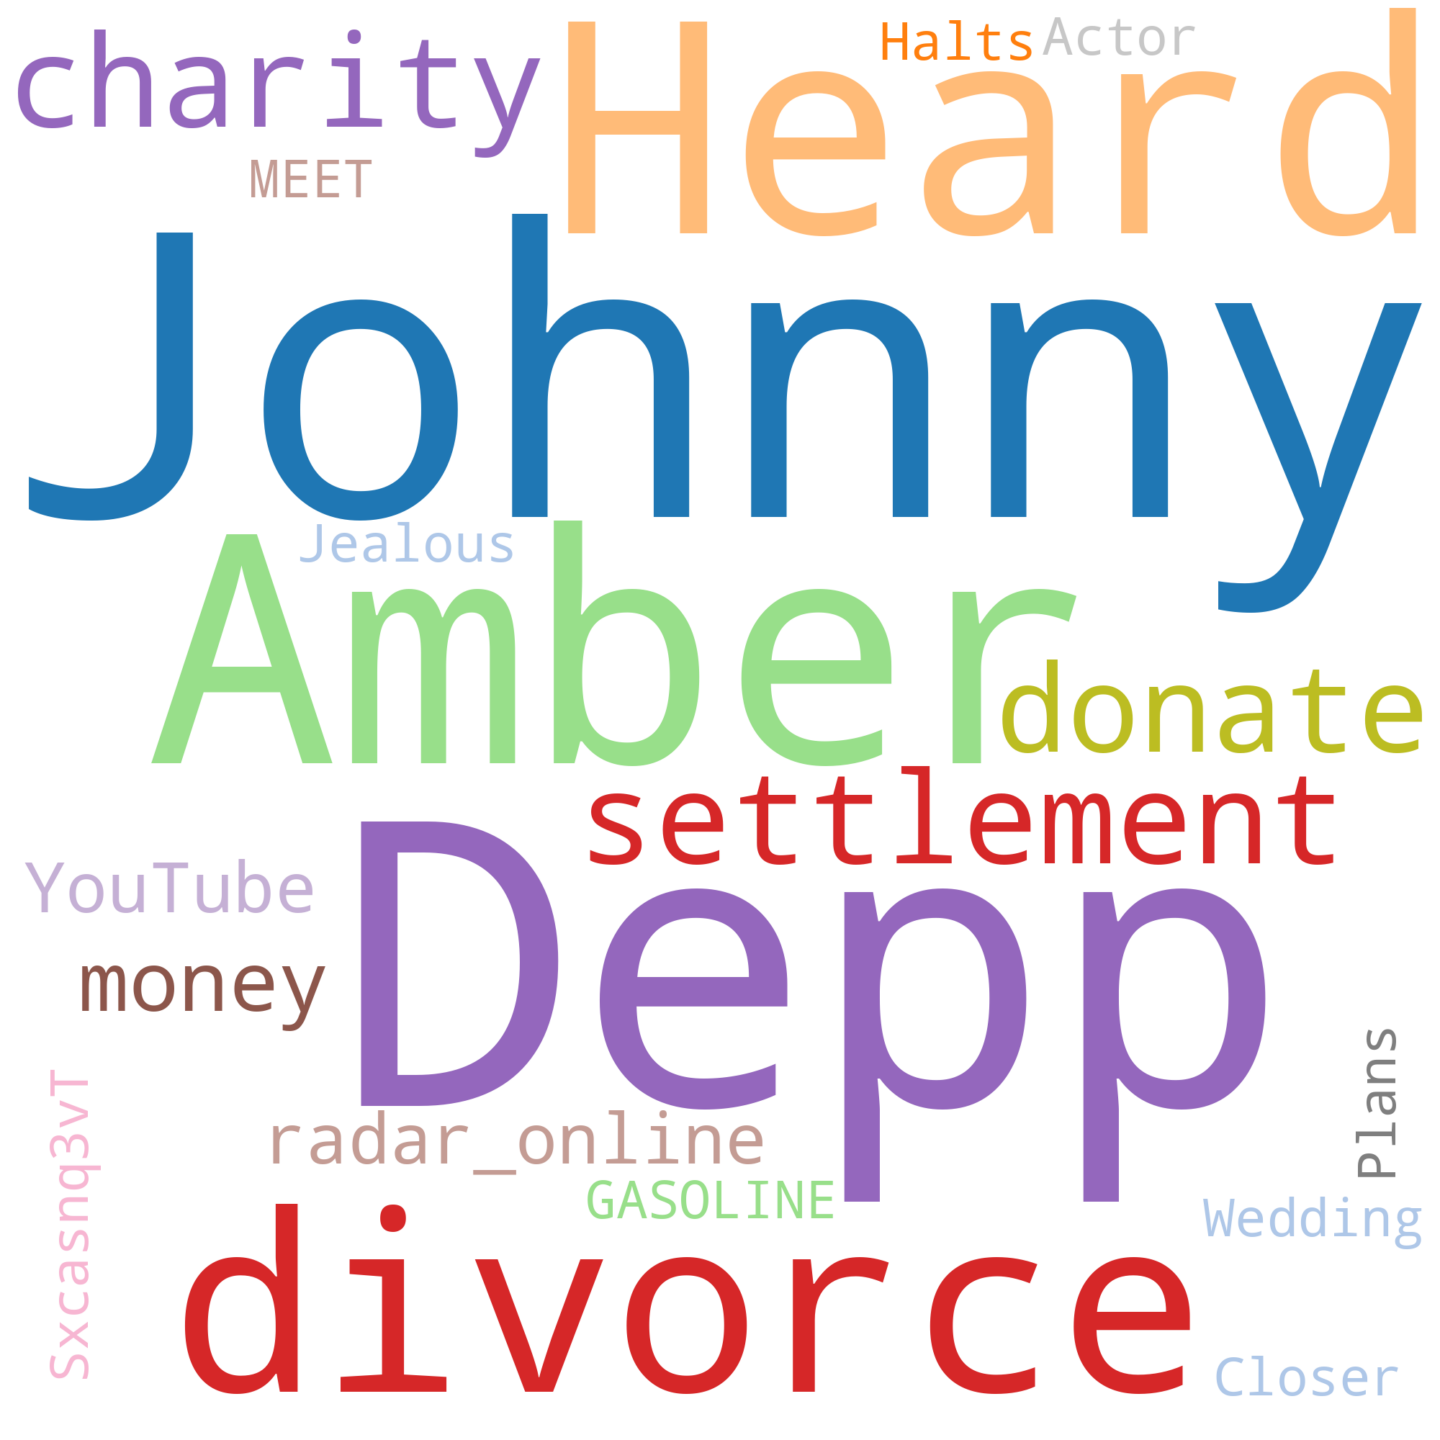 charity
Heard
Halts
Actor
MEET
Johnny
Jealous
Amber
donate
settlement
YouTube
Depp
money
Plans
Sxcasnq3vT
radar_online
GASOLINE
Wedding
divorce
Closer